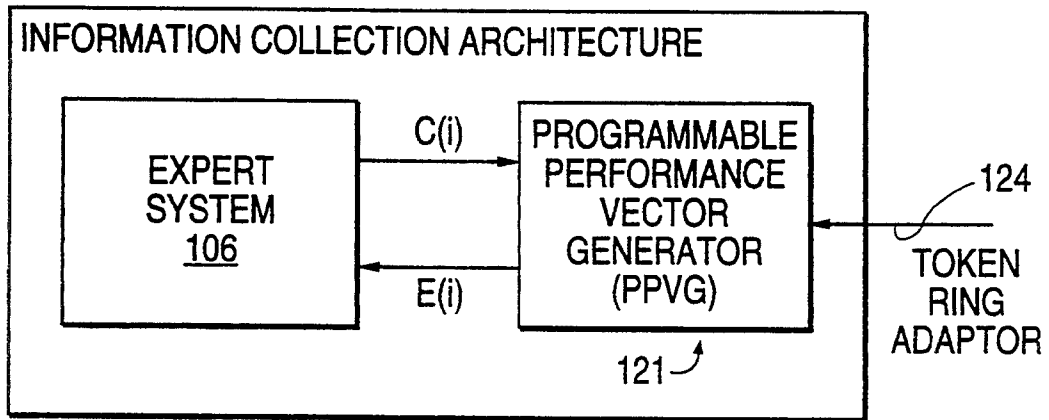 INFORMATION COLLECTION ARCHITECTURE
EXPERT
SYSTEM
106
C(i)
E(i)
PROGRAMMABLE
PERFORMANCE
VECTOR
GENERATOR
(PPVG)
121
124
TOKEN
RING
ADAPTOR